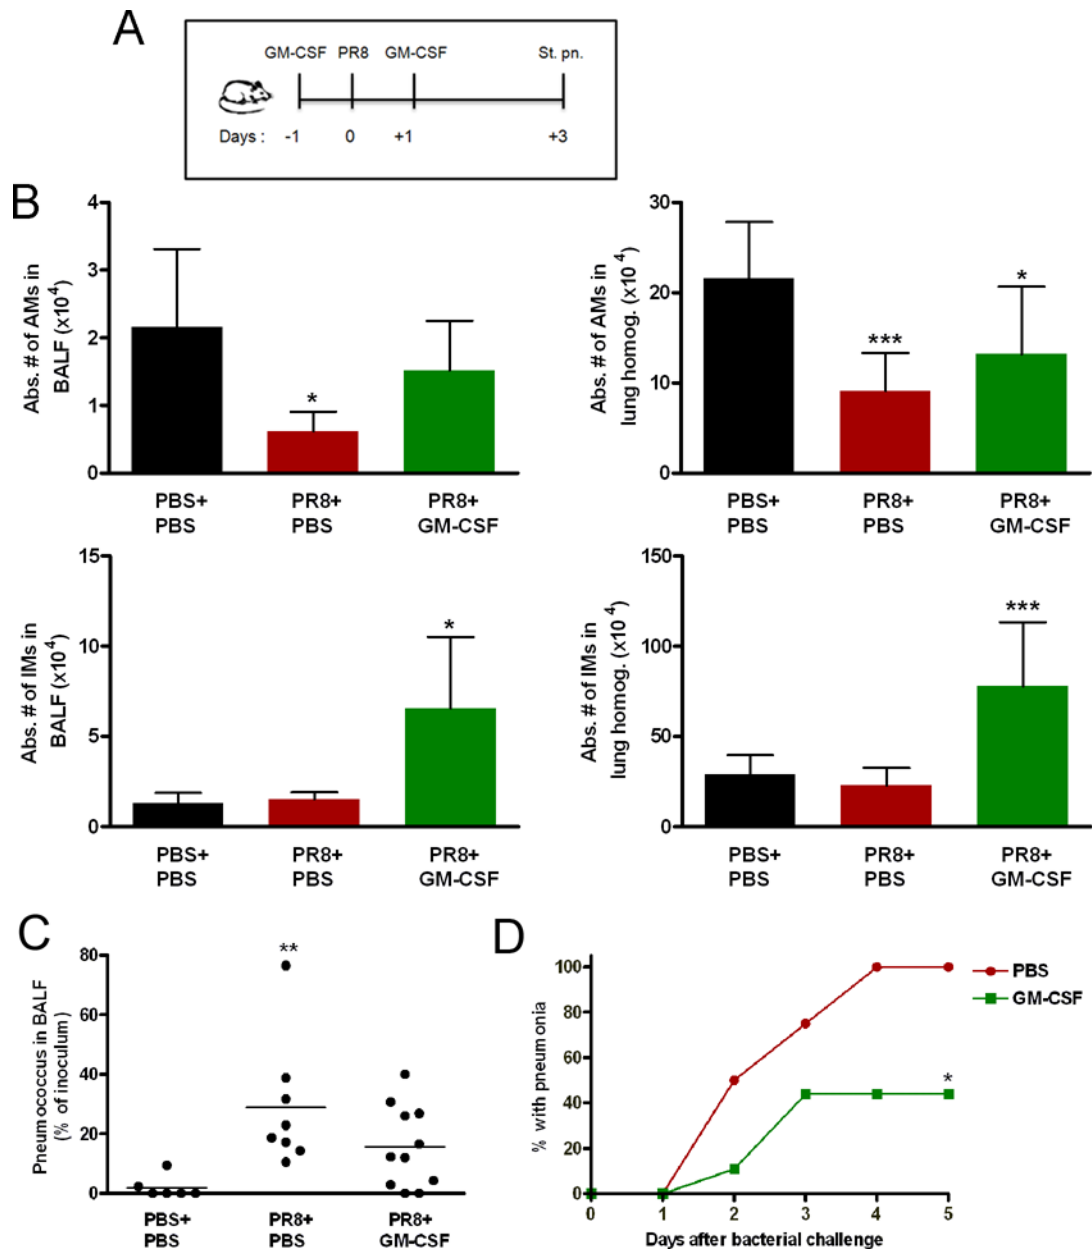 A
GM-CSF PR8 GM-CSF St. pn.
Days : -1 0 +1 +3
B
Abs. # of AMs in
BALF (x10⁴)
4
3
2
1
0
*
PBS+
PBS
PR8+
PBS
PR8+
GM-CSF
Abs. # of AMs in
lung homog. (x10⁴)
30
20
10
0
***
*
PBS+
PBS
PR8+
PBS
PR8+
GM-CSF
Abs. # of IMs in
BALF (x10⁴)
15
10
5
0
*
PBS+
PBS
PR8+
PBS
PR8+
GM-CSF
Abs. # of IMs in
lung homog. (x10⁴)
150
100
50
0
***
PBS+
PBS
PR8+
PBS
PR8+
GM-CSF
C
Pneumococcus in BALF
(% of inoculum)
80
60
40
20
0
**
PBS+
PBS
PR8+
PBS
PR8+
GM-CSF
D
% with pneumonia
100
80
60
40
20
0
PBS
GM-CSF
*
0 1 2 3 4 5
Days after bacterial challenge